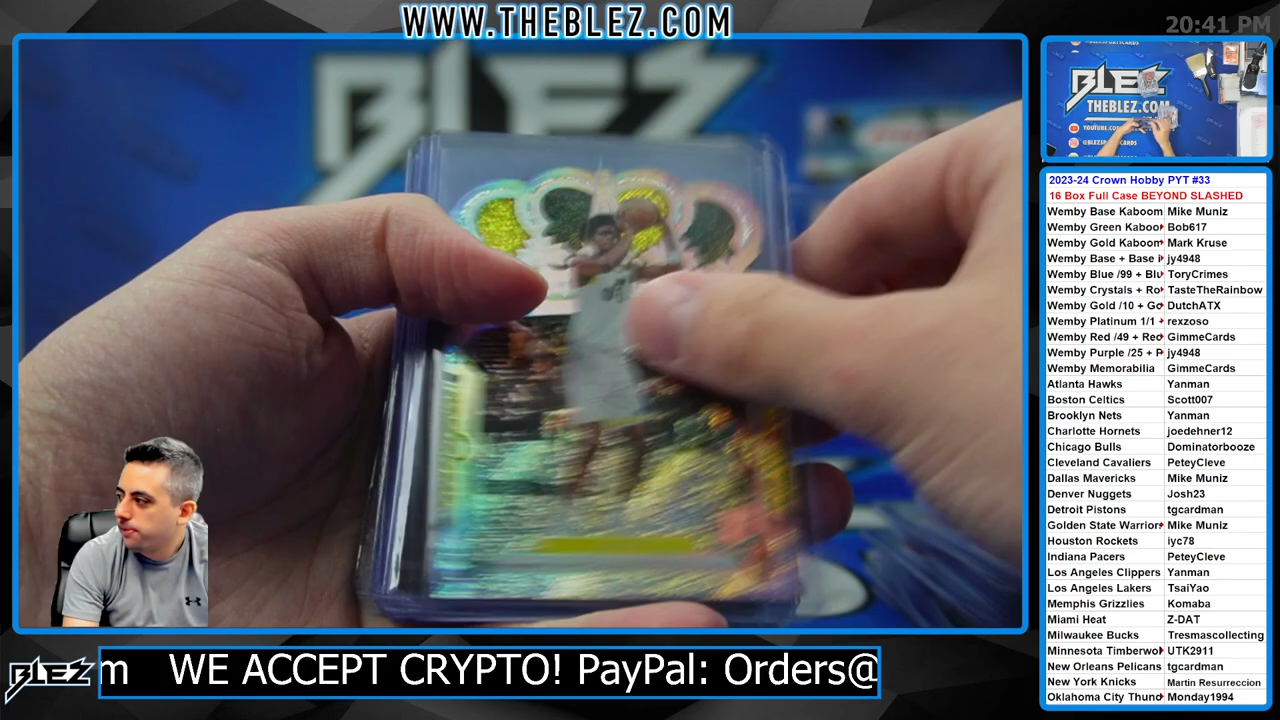 WWW.THEBLEZ.COM
20:41 PM
BLEZ
BLEZ
THEBLEZ.COM
2023-24 Crown Hobby PYT #33
16 Box Full Case BEYOND SLASHED
Wemby Base Kaboom Mike Muniz
Wemby Green Kaboo Bob617
Wemby Gold Kaboom Mark Kruse
Wemby Base + Base i jy4948
Wemby Blue /99 + Blu ToryCrimes
Wemby Crystals + Ro TasteTheRainbow
Wemby Gold /10 + Go DutchATX
Wemby Platinum 1/1 + rexzoso
Wemby Red /49 + Red GimmeCards
Wemby Purple /25 + P jy4948
Wemby Memorabilia GimmeCards
Atlanta Hawks Yanman
Boston Celtics Scott007
Brooklyn Nets Yanman
Charlotte Hornets joedehner12
Chicago Bulls Dominatorbooze
Cleveland Cavaliers PeteyCleve
Dallas Mavericks Mike Muniz
Denver Nuggets Josh23
Detroit Pistons tgcardman
Golden State Warrior Mike Muniz
Houston Rockets iyc78
Indiana Pacers PeteyCleve
Los Angeles Clippers Yanman
Los Angeles Lakers TsaiYao
Memphis Grizzlies Komaba
Miami Heat Z-DAT
Milwaukee Bucks Tresmascollecting
Minnesota Timberwol UTK2911
New Orleans Pelicans tgcardman
New York Knicks Martin Resurreccion
Oklahoma City Thund Monday1994
BLEZ
m WE ACCEPT CRYPTO! PayPal: Orders@